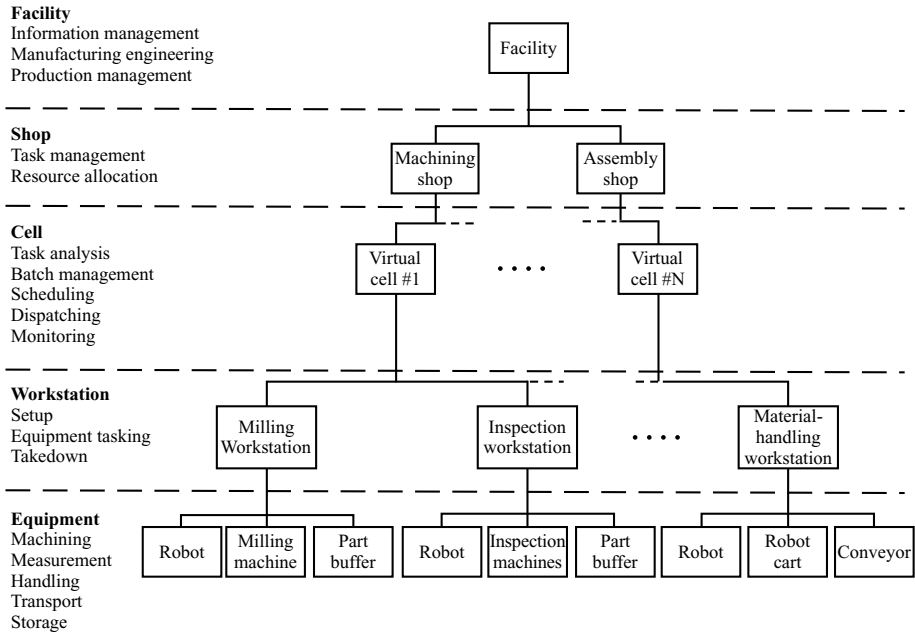 Facility
Information management
Manufacturing engineering
Production management
Facility
Shop
Task management
Resource allocation
Machining
shop
Assembly
shop
Cell
Task analysis
Batch management
Scheduling
Dispatching
Monitoring
Virtual
cell #1
Virtual
cell #N
Workstation
Setup
Equipment tasking
Takedown
Milling
Workstation
Inspection
workstation
Material-
handling
workstation
Equipment
Machining
Measurement
Handling
Transport
Storage
Robot
Milling
machine
Part
buffer
Robot
Inspection
machines
Part
buffer
Robot
Robot
cart
Conveyor